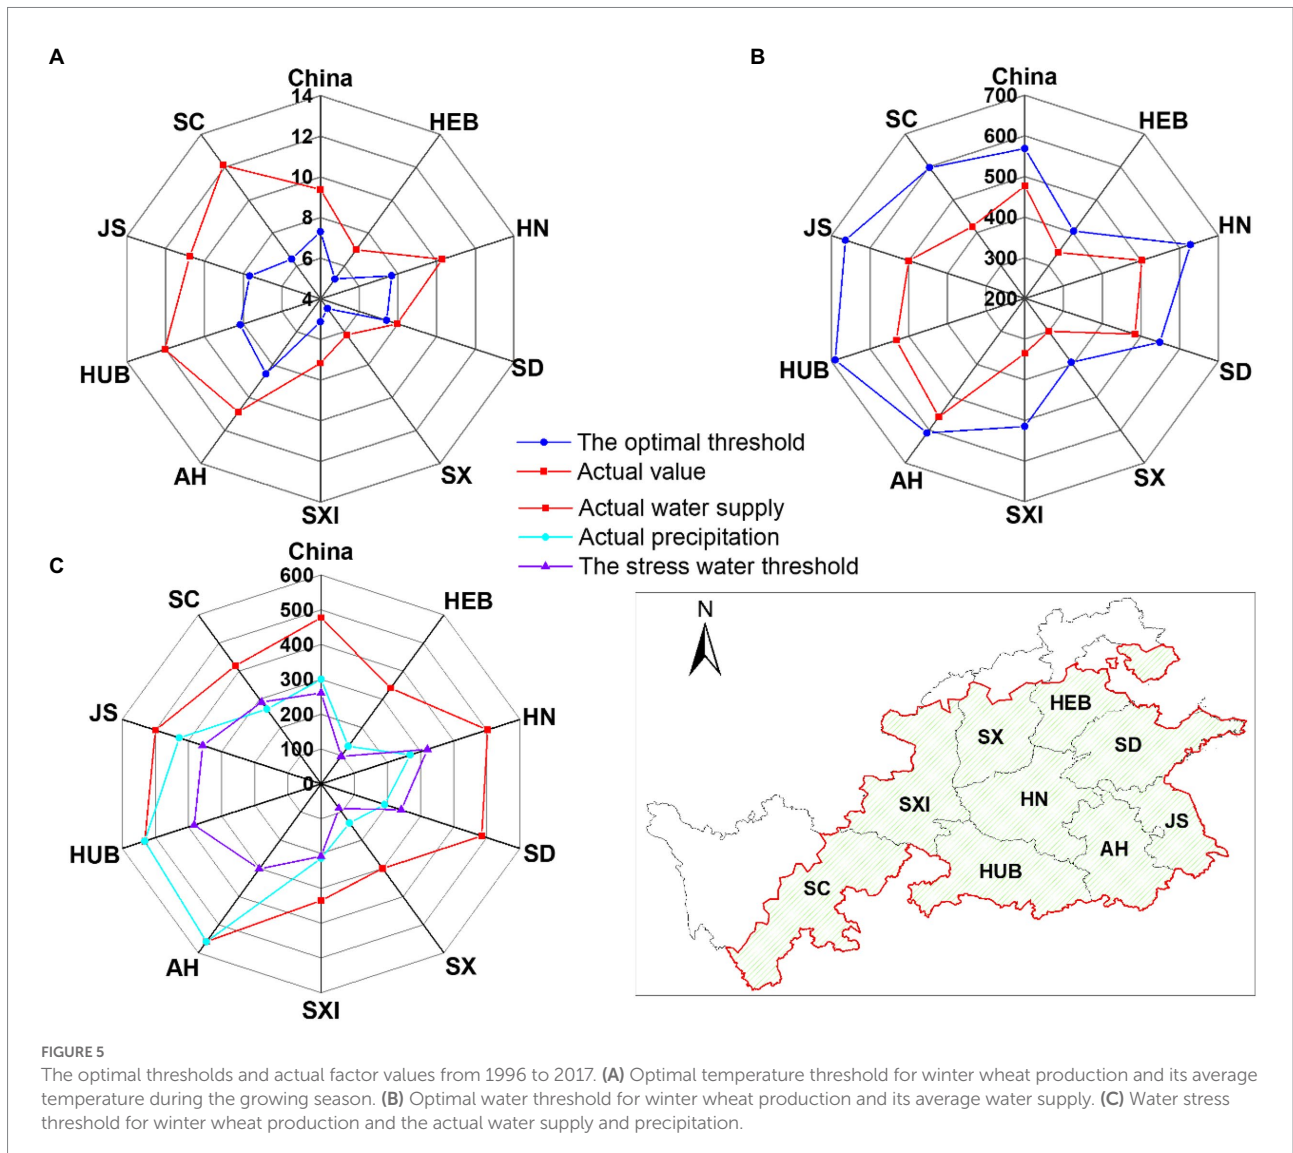 A
China
14
12
10
8
6
4
HEB
HN
SD
SX
SXI
AH
HUB
JS
SC
B
China
700
600
500
400
300
200
HEB
HN
SD
SX
SXI
AH
HUB
JS
SC
The optimal threshold
Actual value
Actual water supply
Actual precipitation
The stress water threshold
C
China
600
500
400
300
200
100
0
HEB
HN
SD
SX
SXI
AH
HUB
JS
SC
N
HEB
SX
SD
SXI
HN
JS
AH
HUB
SC
FIGURE 5
The optimal thresholds and actual factor values from 1996 to 2017. (A) Optimal temperature threshold for winter wheat production and its average
temperature during the growing season. (B) Optimal water threshold for winter wheat production and its average water supply. (C) Water stress
threshold for winter wheat production and the actual water supply and precipitation.